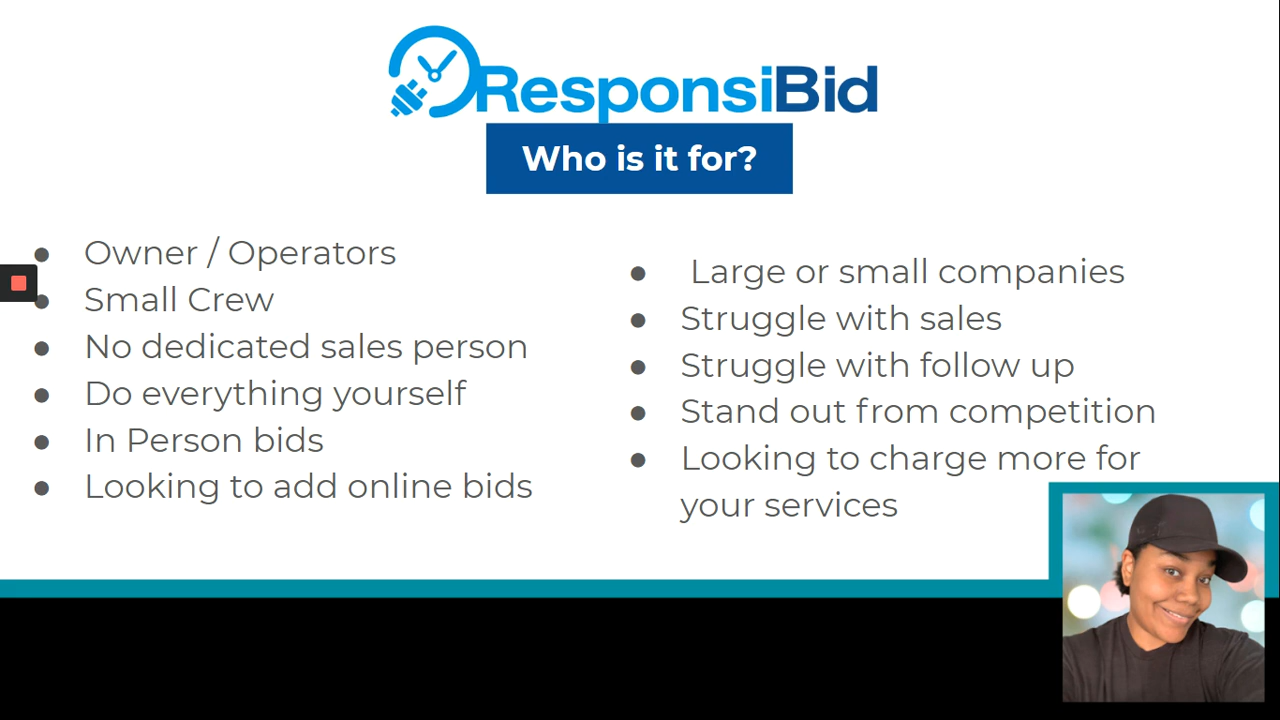 ResponsiBid
Who is it for?
● Owner / Operators
● Small Crew
● No dedicated sales person
● Do everything yourself
● In Person bids
● Looking to add online bids
● Large or small companies
● Struggle with sales
● Struggle with follow up
● Stand out from competition
● Looking to charge more for
your services